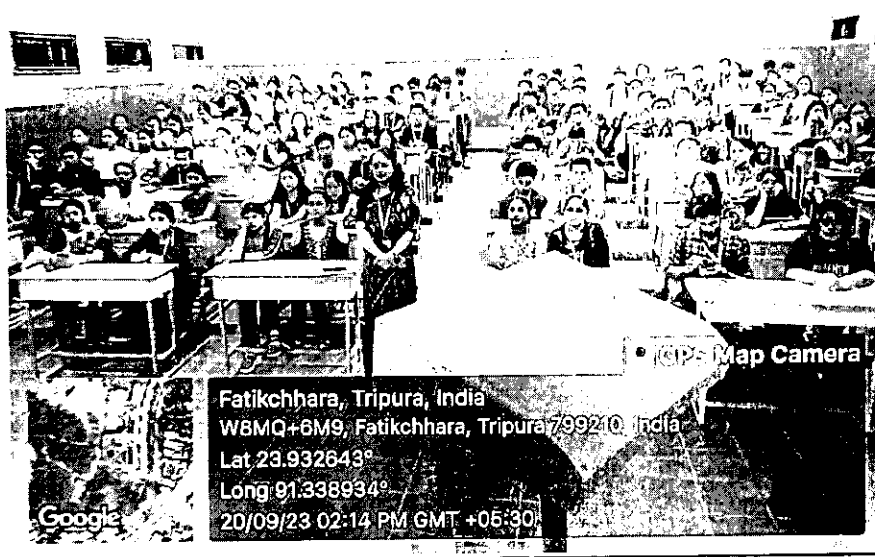 GPS Map Camera
Fatikchhara, Tripura, India
W8MQ+6M9, Fatikchhara, Tripura 799210, India
Lat 23.932643°
Long 91.338934°
20/09/23 02:14 PM GMT +05:30
Google